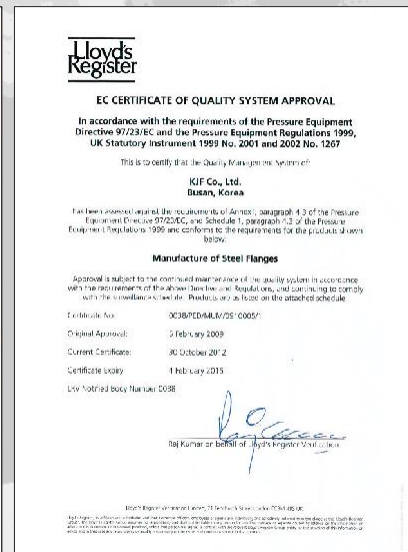 Lloyd's
Register
EC CERTIFICATE OF QUALITY SYSTEM APPROVAL
In accordance with the requirements of the Pressure Equipment
Directive 97/23/EC and the Pressure Equipment Regulations 1999,
UK Statutory Instrument 1999 No. 2001 and 2002 No. 1267
This is to certify that the Quality Management System of:
KJF Co., Ltd.
Busan, Korea
has been assessed against the requirements of Annex I, paragraph 4.3 of the Pressure
Equipment Directive 97/23/EC, and Schedule 1, paragraph 4.3 of the Pressure
Equipment Regulations 1999 and conforms to the requirements for the products shown
below:
Manufacture of Steel Flanges
Approval is subject to the continued maintenance of the quality system in accordance
with the requirements of the above Directive and Regulations, and continuing to comply
with the surveillance schedule. Products are as listed on the attached schedule.
Certificate No:
Original Approval: 5 February 2009
Current Certificate: 30 October 2012
Certificate Expiry 4 February 2015
LRV Notified Body Number 0038
Raj Kumar on behalf of Lloyd's Register Verification